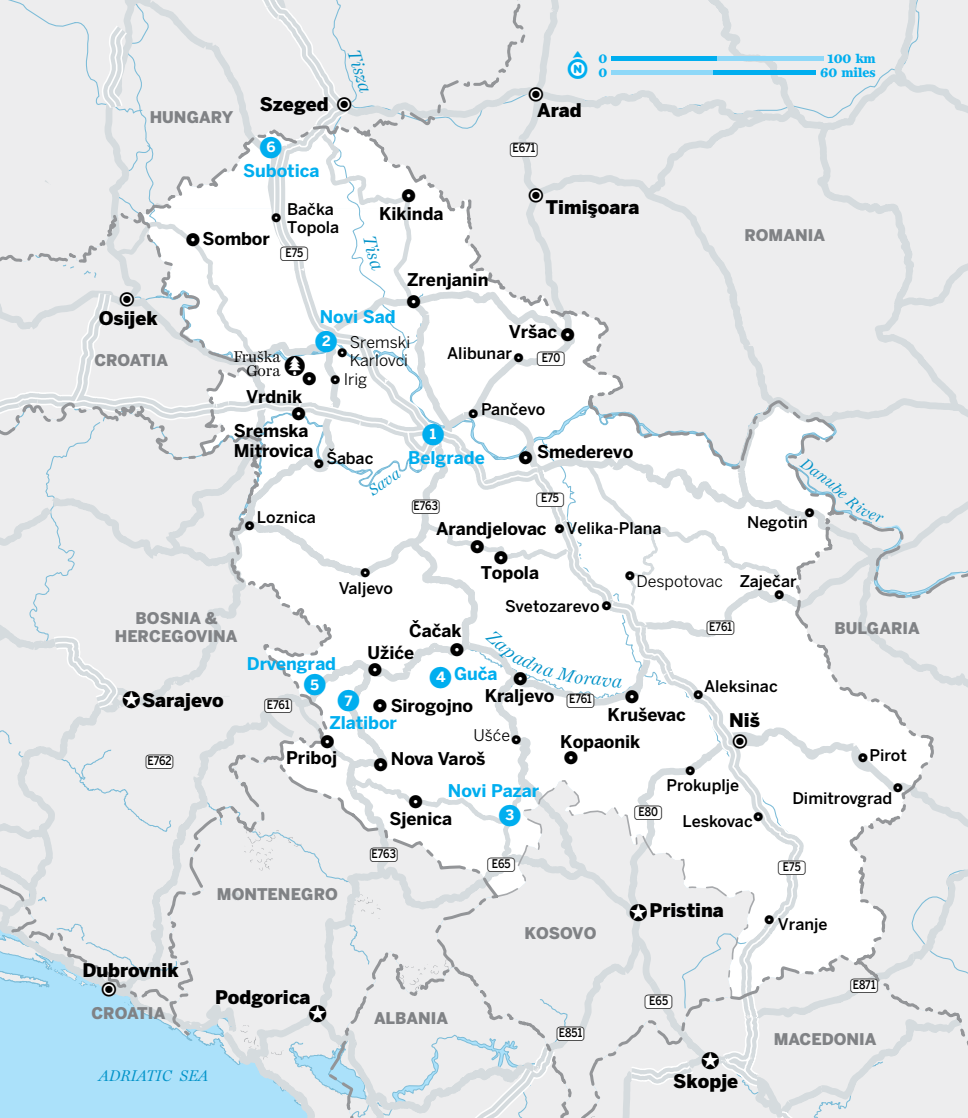 Tisza
0 100 km
N
0 60 miles
Szeged
Arad
HUNGARY
E671
6
Subotica
Kikinda
Timişoara
Bačka
Topola
Sombor
ROMANIA
E75
Tisa
Zrenjanin
Osijek
Novi Sad
2
Vršac
Sremski
Karlovci
Alibunar
E70
CROATIA
Fruška
Gora
Irig
Vrdnik
Pančevo
Sremska
Mitrovica
1
Belgrade
Smederevo
Šabac
Sava
Danube River
E75
E763
Loznica
Arandjelovac
Velika-Plana
Negotin
Topola
Valjevo
Despotovac
Zaječar
Svetozarevo
BOSNIA &
HERCEGOVINA
E761
BULGARIA
Čačak
Užiće
Zapadna Morava
Drvengrad
5
4
Guča
Kraljevo
Aleksinac
Sarajevo
E761
7
Zlatibor
Sirogojno
E761
Kruševac
Niš
Ušće
Kopaonik
Priboj
Nova Varoš
E762
Pirot
Prokuplje
Novi Pazar
3
Dimitrovgrad
Sjenica
E80
Leskovac
E763
E65
E75
MONTENEGRO
Pristina
KOSOVO
Vranje
Dubrovnik
E871
Podgorica
E65
CROATIA
ALBANIA
E851
MACEDONIA
ADRIATIC SEA
Skopje